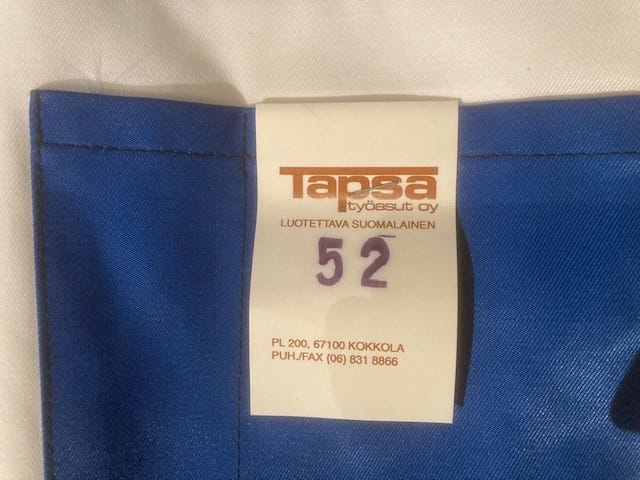 Tapsa
työasut oy
LUOTETTAVA SUOMALAINEN
52
PL 200, 67100 KOKKOLA
PUH./FAX (06) 831 8866